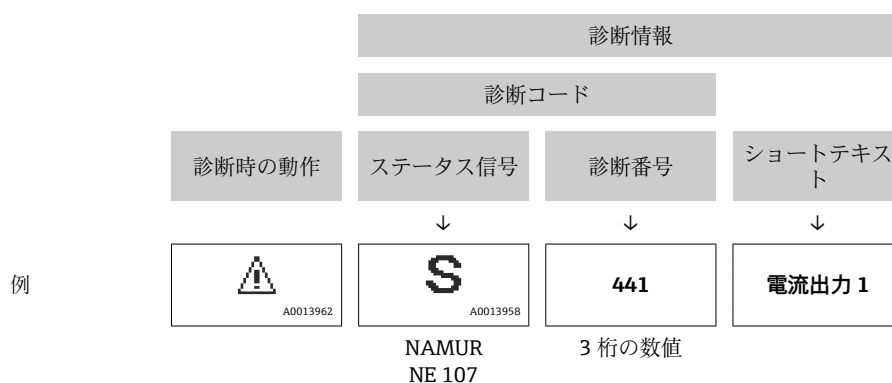 診断情報
診断コード
診断時の動作
ステータス信号
診断番号
ショートテキス
ト
↓
↓
↓
例
⚠
A0013962
S
A0013958
441
電流出力 1
NAMUR
NE 107
3 桁の数値